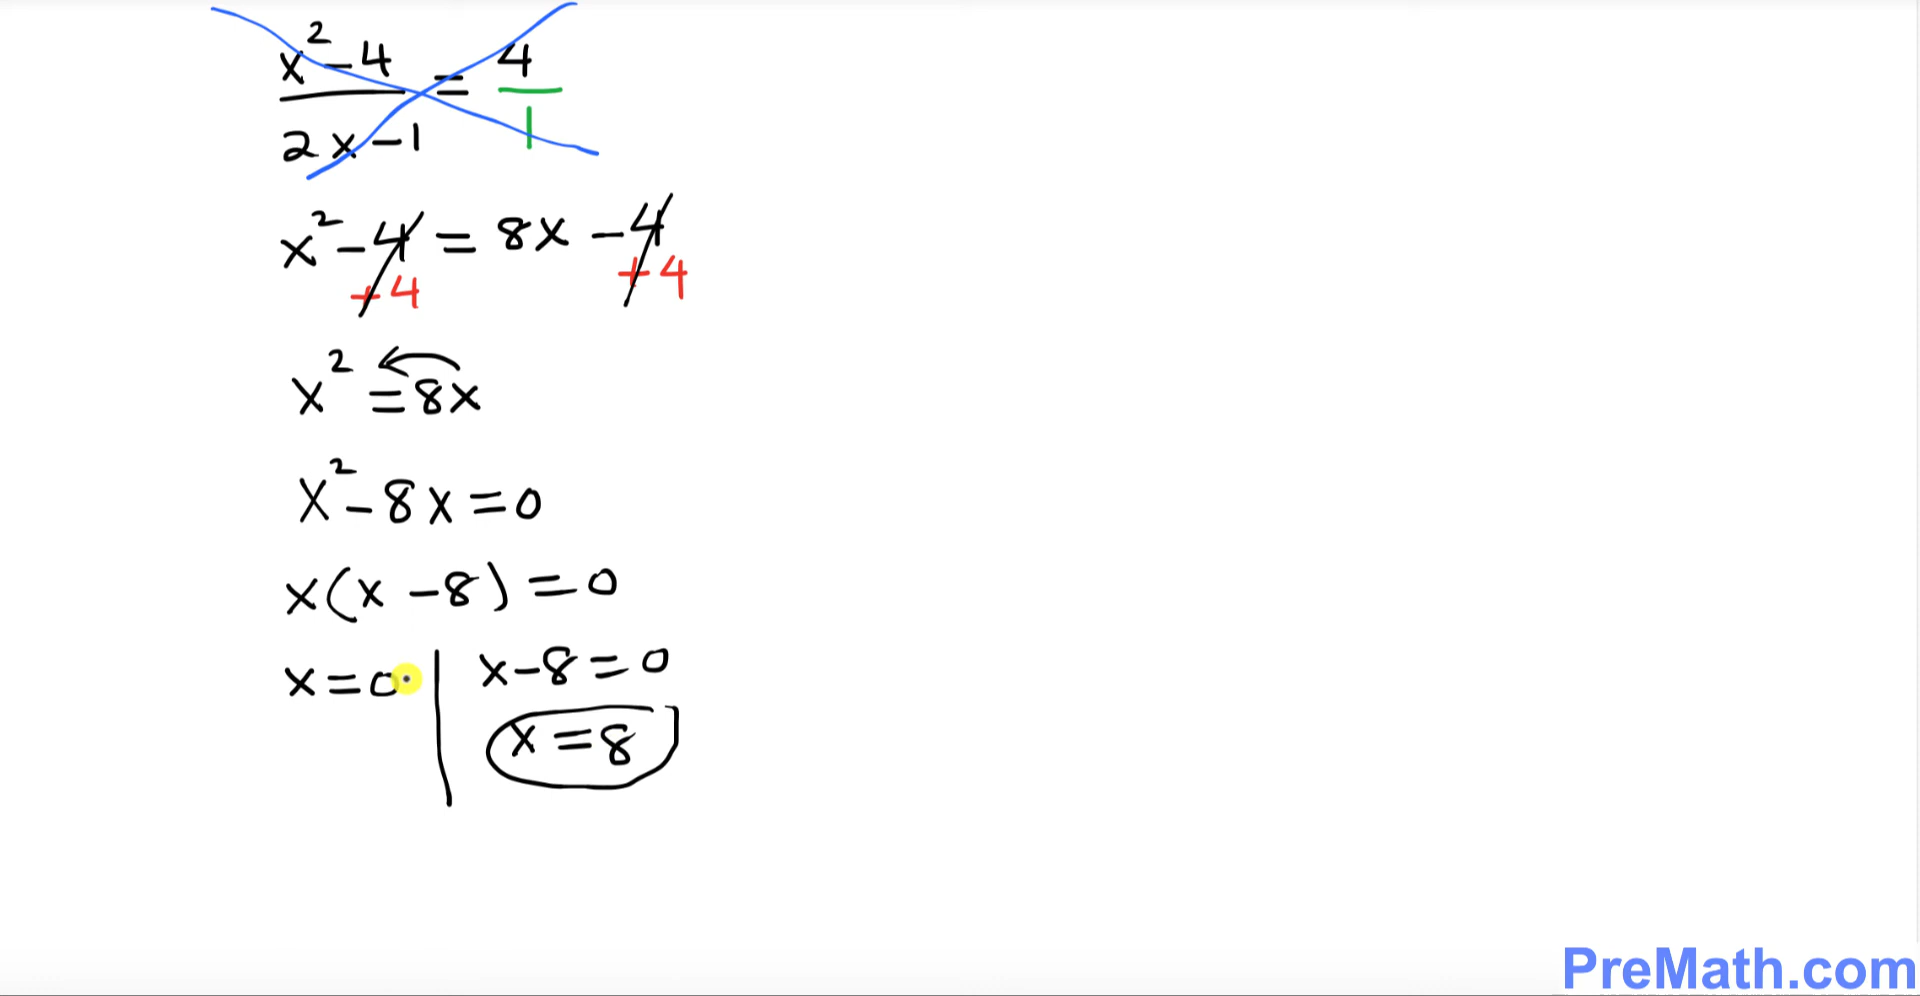 x² - 4 / 2x - 1 = 4 / 1
x² - 4 = 8x - 4
+4 +4
x² = 8x
x² - 8x = 0
x(x - 8) = 0
x = 0 | x - 8 = 0
x = 8
PreMath.com